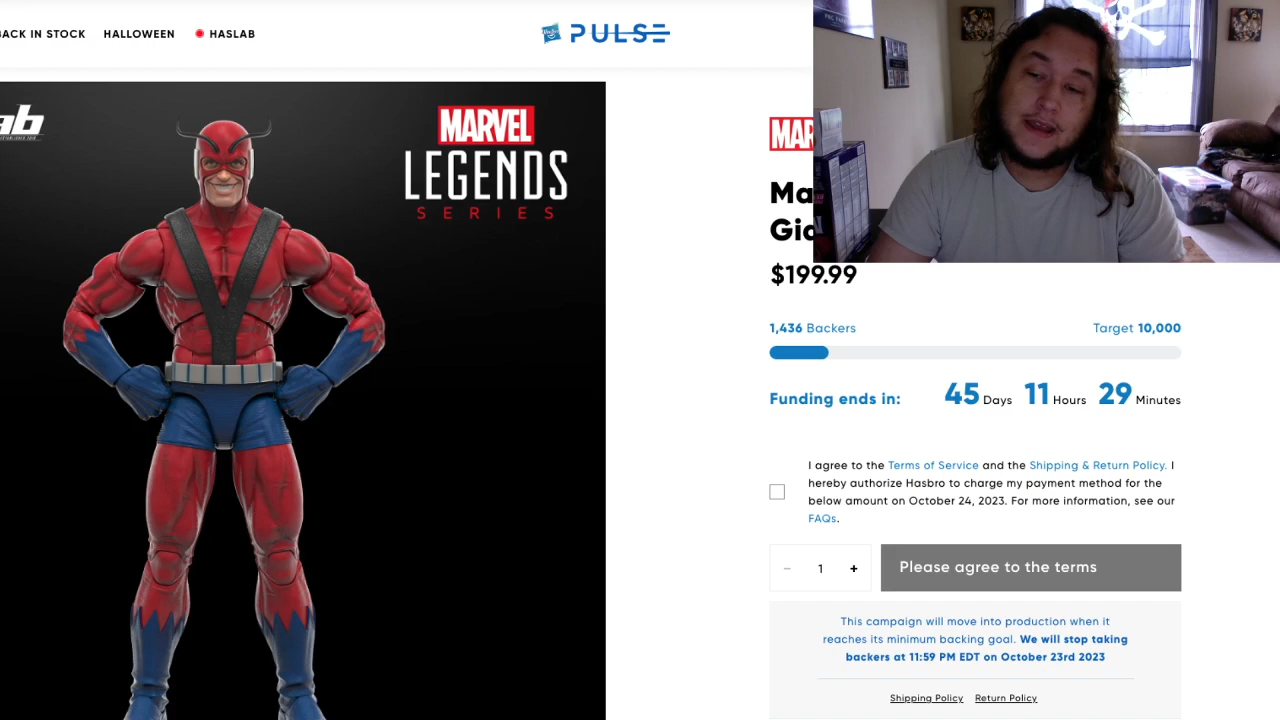 BACK IN STOCK HALLOWEEN HASLAB
PULSE
ab
MARVEL
LEGENDS
SERIES
MAR
Ma
Gia
$199.99
1,436 Backers
Target 10,000
Funding ends in: 45 Days 11 Hours 29 Minutes
I agree to the Terms of Service and the Shipping & Return Policy. I
hereby authorize Hasbro to charge my payment method for the
below amount on October 24, 2023. For more information, see our
FAQs.
− 1 +
Please agree to the terms
This campaign will move into production when it
reaches its minimum backing goal. We will stop taking
backers at 11:59 PM EDT on October 23rd 2023
Shipping Policy Return Policy